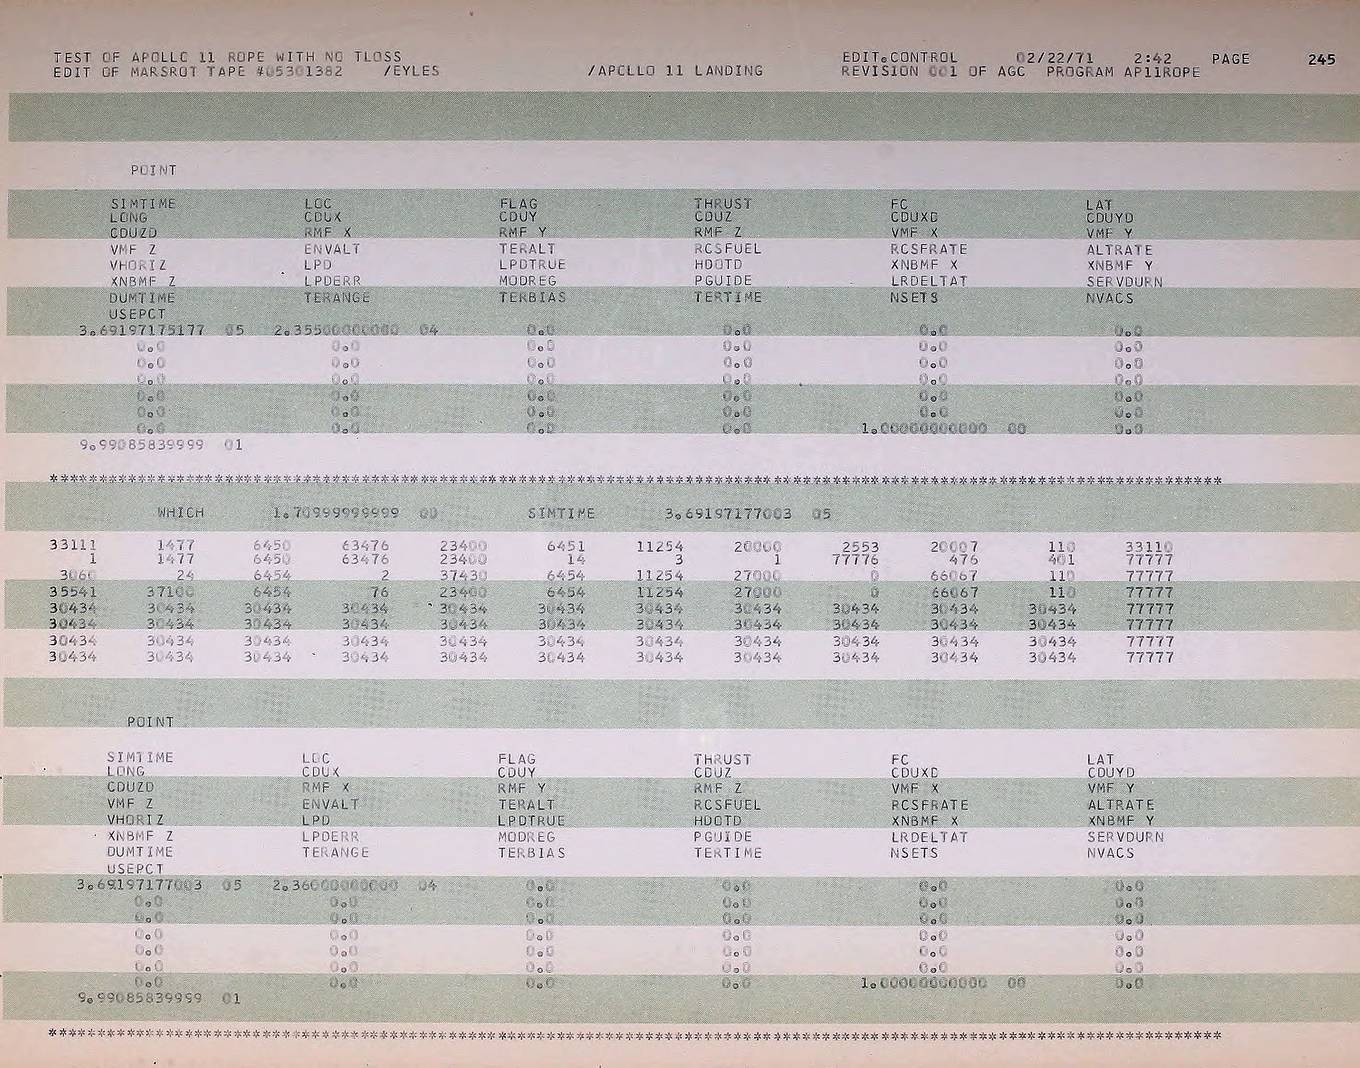 TEST OF APOLLO 11 ROPE WITH NO TLOSS EDIT.CONTROL 02/22/71 2:42 PAGE 245
EDIT OF MARSROT TAPE #05301382 /EYLES /APOLLO 11 LANDING REVISION 001 OF AGC PROGRAM AP11ROPE
POINT
SIMTIME LOC FLAG THRUST FC LAT
LONG CDUX CDUY CDUZ CDUXD CDUYD
CDUZD RMF X RMF Y RMF Z VMF X VMF Y
VMF Z ENVALT TERALT RCSFUEL RCSFRATE ALTRATE
VHORIZ LPD LPDTRUE HDOTD XNBMF X XNBMF Y
XNBMF Z LPDERR MODREG PGUIDE LRDELTAT SERVDURN
DUMTIME TERANGE TERBIAS TERTIME NSETS NVACS
USEPCT
3.69197175177 05 2.35500000000 04 0.0 0.0 0.0 0.0
0.0 0.0 0.0 0.0 0.0 0.0
0.0 0.0 0.0 0.0 0.0 0.0
0.0 0.0 0.0 0.0 0.0 0.0
0.0 0.0 0.0 0.0 0.0 0.0
0.0 0.0 0.0 0.0 0.0 0.0
0.0 0.0 0.0 0.0 1.00000000000 00 0.0
9.99085839999 01
************************************************************************************************************************
WHICH 1.70999999999 00 SIMTIME 3.69197177003 05
33111 1477 6450 63476 23400 6451 11254 20000 2553 20007 110 33110
1 1477 6450 63476 23400 14 3 1 77776 476 401 77777
3060 24 6454 2 37430 6454 11254 27000 0 66067 110 77777
35541 37100 6454 76 23400 6454 11254 27000 0 66067 110 77777
30434 30434 30434 30434 30434 30434 30434 30434 30434 30434 30434 77777
30434 30434 30434 30434 30434 30434 30434 30434 30434 30434 30434 77777
30434 30434 30434 30434 30434 30434 30434 30434 30434 30434 30434 77777
30434 30434 30434 30434 30434 30434 30434 30434 30434 30434 30434 77777
POINT
SIMTIME LOC FLAG THRUST FC LAT
LONG CDUX CDUY CDUZ CDUXD CDUYD
CDUZD RMF X RMF Y RMF Z VMF X VMF Y
VMF Z ENVALT TERALT RCSFUEL RCSFRATE ALTRATE
VHORIZ LPD LPDTRUE HDOTD XNBMF X XNBMF Y
XNBMF Z LPDERR MODREG PGUIDE LRDELTAT SERVDURN
DUMTIME TERANGE TERBIAS TERTIME NSETS NVACS
USEPCT
3.69197177003 05 2.36000000000 04 0.0 0.0 0.0 0.0
0.0 0.0 0.0 0.0 0.0 0.0
0.0 0.0 0.0 0.0 0.0 0.0
0.0 0.0 0.0 0.0 0.0 0.0
0.0 0.0 0.0 0.0 0.0 0.0
0.0 0.0 0.0 0.0 0.0 0.0
0.0 0.0 0.0 0.0 1.00000000000 00 0.0
9.99085839999 01
************************************************************************************************************************